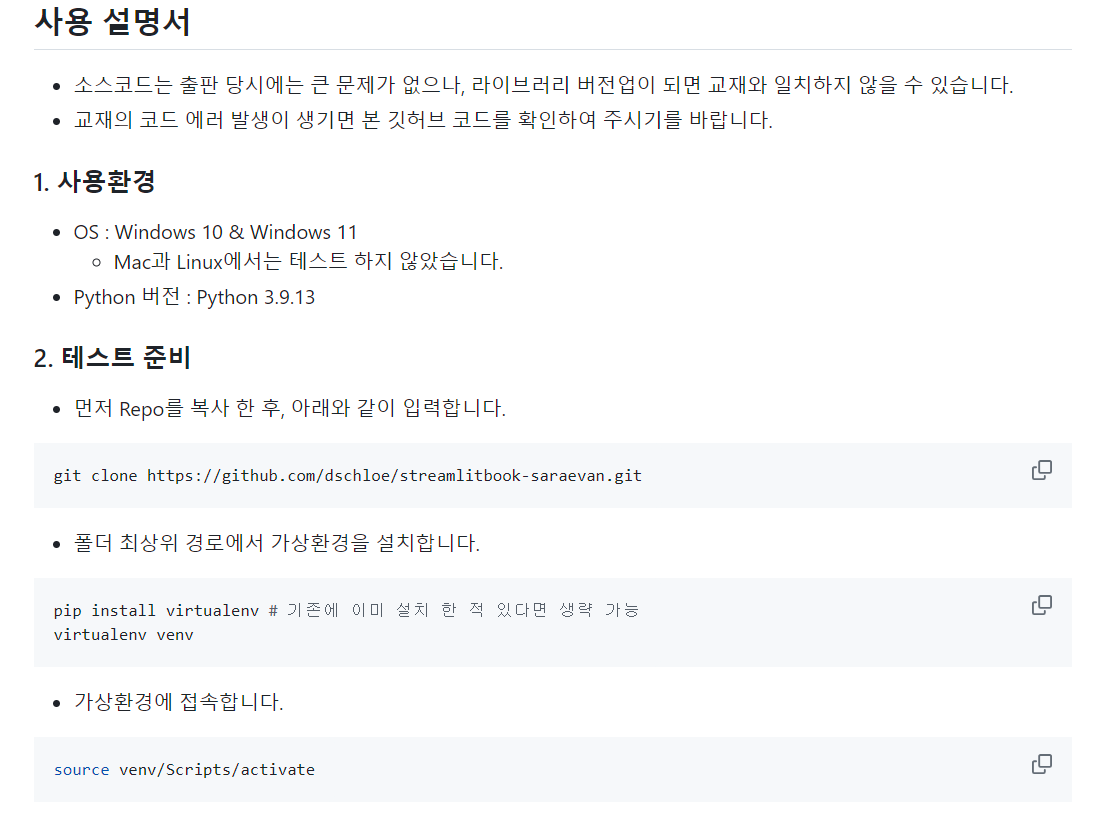 사용 설명서
소스코드는 출판 당시에는 큰 문제가 없으나, 라이브러리 버전업이 되면 교재와 일치하지 않을 수 있습니다.
교재의 코드 에러 발생이 생기면 본 깃허브 코드를 확인하여 주시기를 바랍니다.
1. 사용환경
OS : Windows 10 & Windows 11
Mac과 Linux에서는 테스트 하지 않았습니다.
Python 버전 : Python 3.9.13
2. 테스트 준비
먼저 Repo를 복사 한 후, 아래와 같이 입력합니다.
git clone https://github.com/dschloe/streamlitbook-saraevan.git
폴더 최상위 경로에서 가상환경을 설치합니다.
pip install virtualenv # 기존에 이미 설치 한 적 있다면 생략 가능
virtualenv venv
가상환경에 접속합니다.
source venv/Scripts/activate